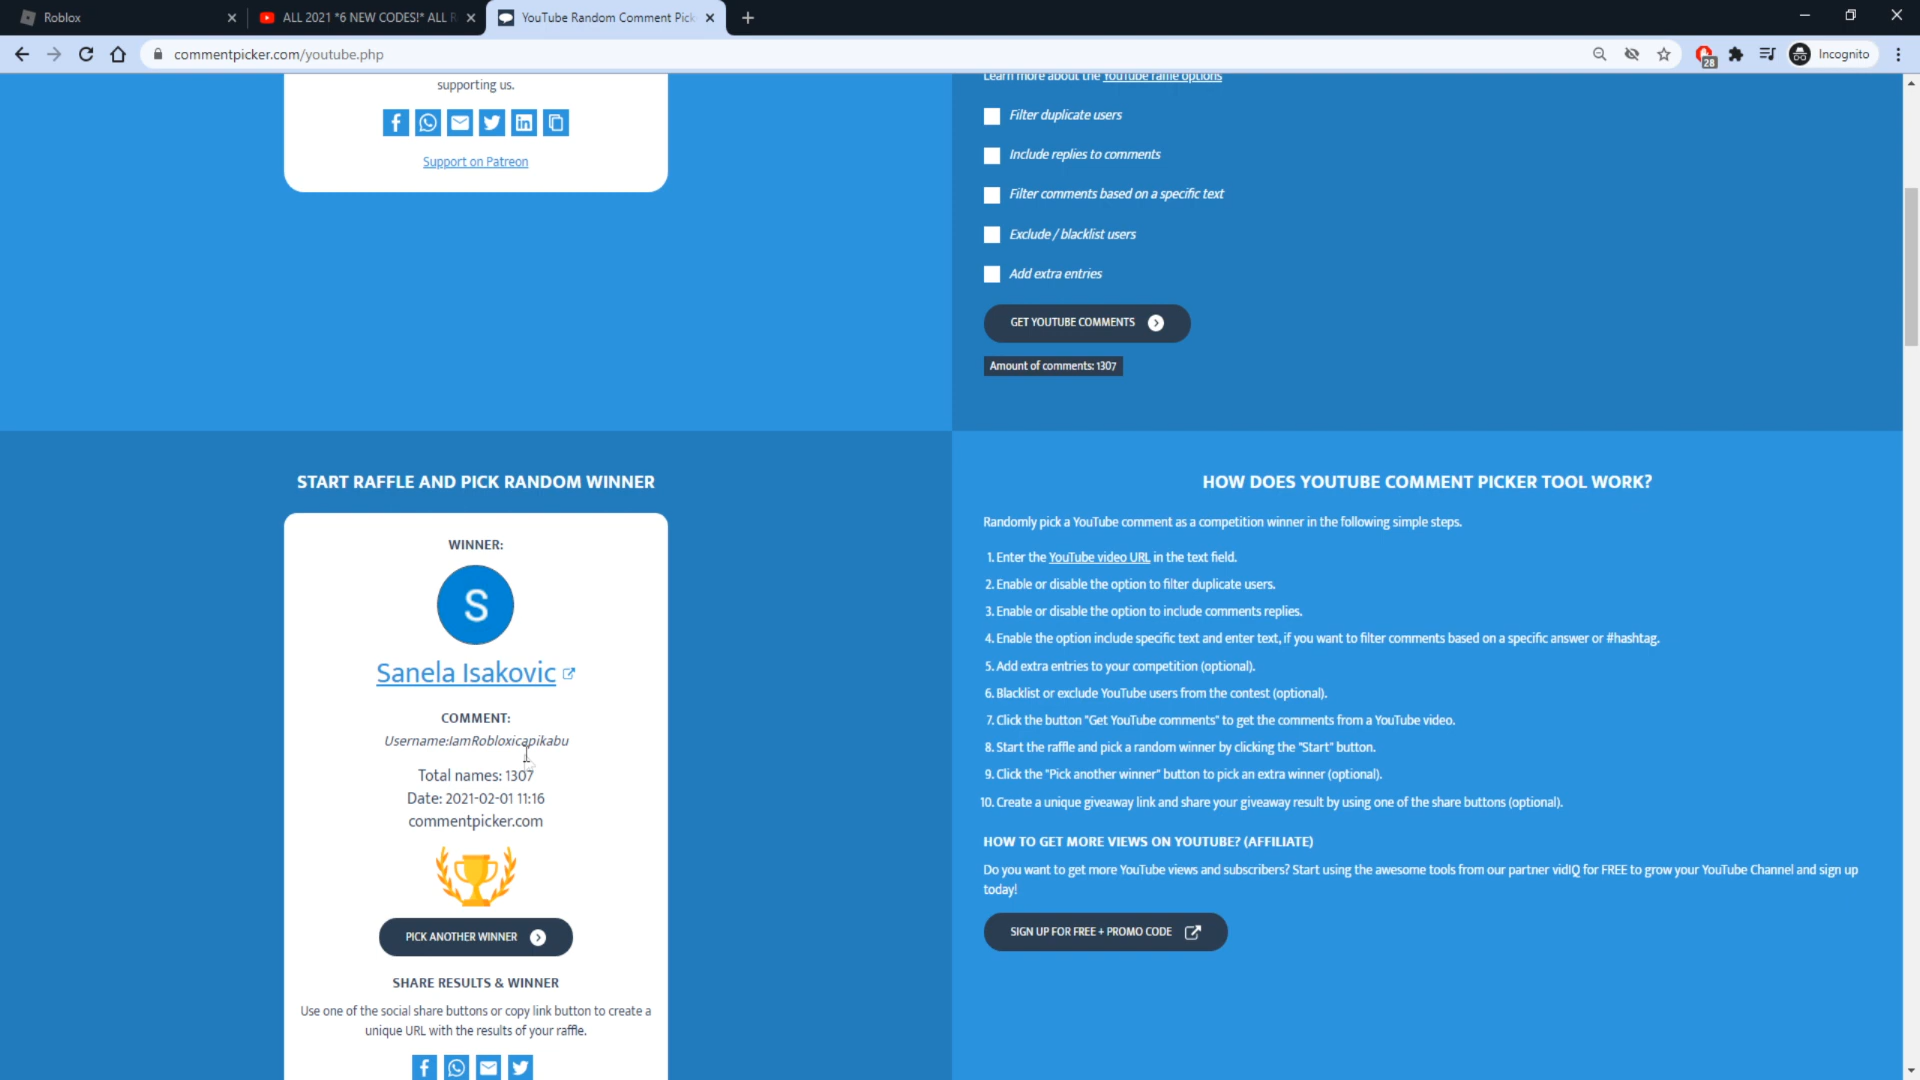 Roblox
ALL 2021 *6 NEW CODES!* ALL R
YouTube Random Comment Pick
commentpicker.com/youtube.php
28
Incognito
supporting us.
Support on Patreon
Learn more about the YouTube raffle options
Filter duplicate users
Include replies to comments
Filter comments based on a specific text
Exclude / blacklist users
Add extra entries
GET YOUTUBE COMMENTS
Amount of comments: 1307
START RAFFLE AND PICK RANDOM WINNER
WINNER:
S
Sanela Isakovic
COMMENT:
Username:IamRobloxicapikabu
Total names: 1307
Date: 2021-02-01 11:16
commentpicker.com
PICK ANOTHER WINNER
SHARE RESULTS & WINNER
Use one of the social share buttons or copy link button to create a
unique URL with the results of your raffle.
HOW DOES YOUTUBE COMMENT PICKER TOOL WORK?
Randomly pick a YouTube comment as a competition winner in the following simple steps.
1. Enter the YouTube video URL in the text field.
2. Enable or disable the option to filter duplicate users.
3. Enable or disable the option to include comments replies.
4. Enable the option include specific text and enter text, if you want to filter comments based on a specific answer or #hashtag.
5. Add extra entries to your competition (optional).
6. Blacklist or exclude YouTube users from the contest (optional).
7. Click the button "Get YouTube comments" to get the comments from a YouTube video.
8. Start the raffle and pick a random winner by clicking the "Start" button.
9. Click the "Pick another winner" button to pick an extra winner (optional).
10. Create a unique giveaway link and share your giveaway result by using one of the share buttons (optional).
HOW TO GET MORE VIEWS ON YOUTUBE? (AFFILIATE)
Do you want to get more YouTube views and subscribers? Start using the awesome tools from our partner vidIQ for FREE to grow your YouTube Channel and sign up
today!
SIGN UP FOR FREE + PROMO CODE